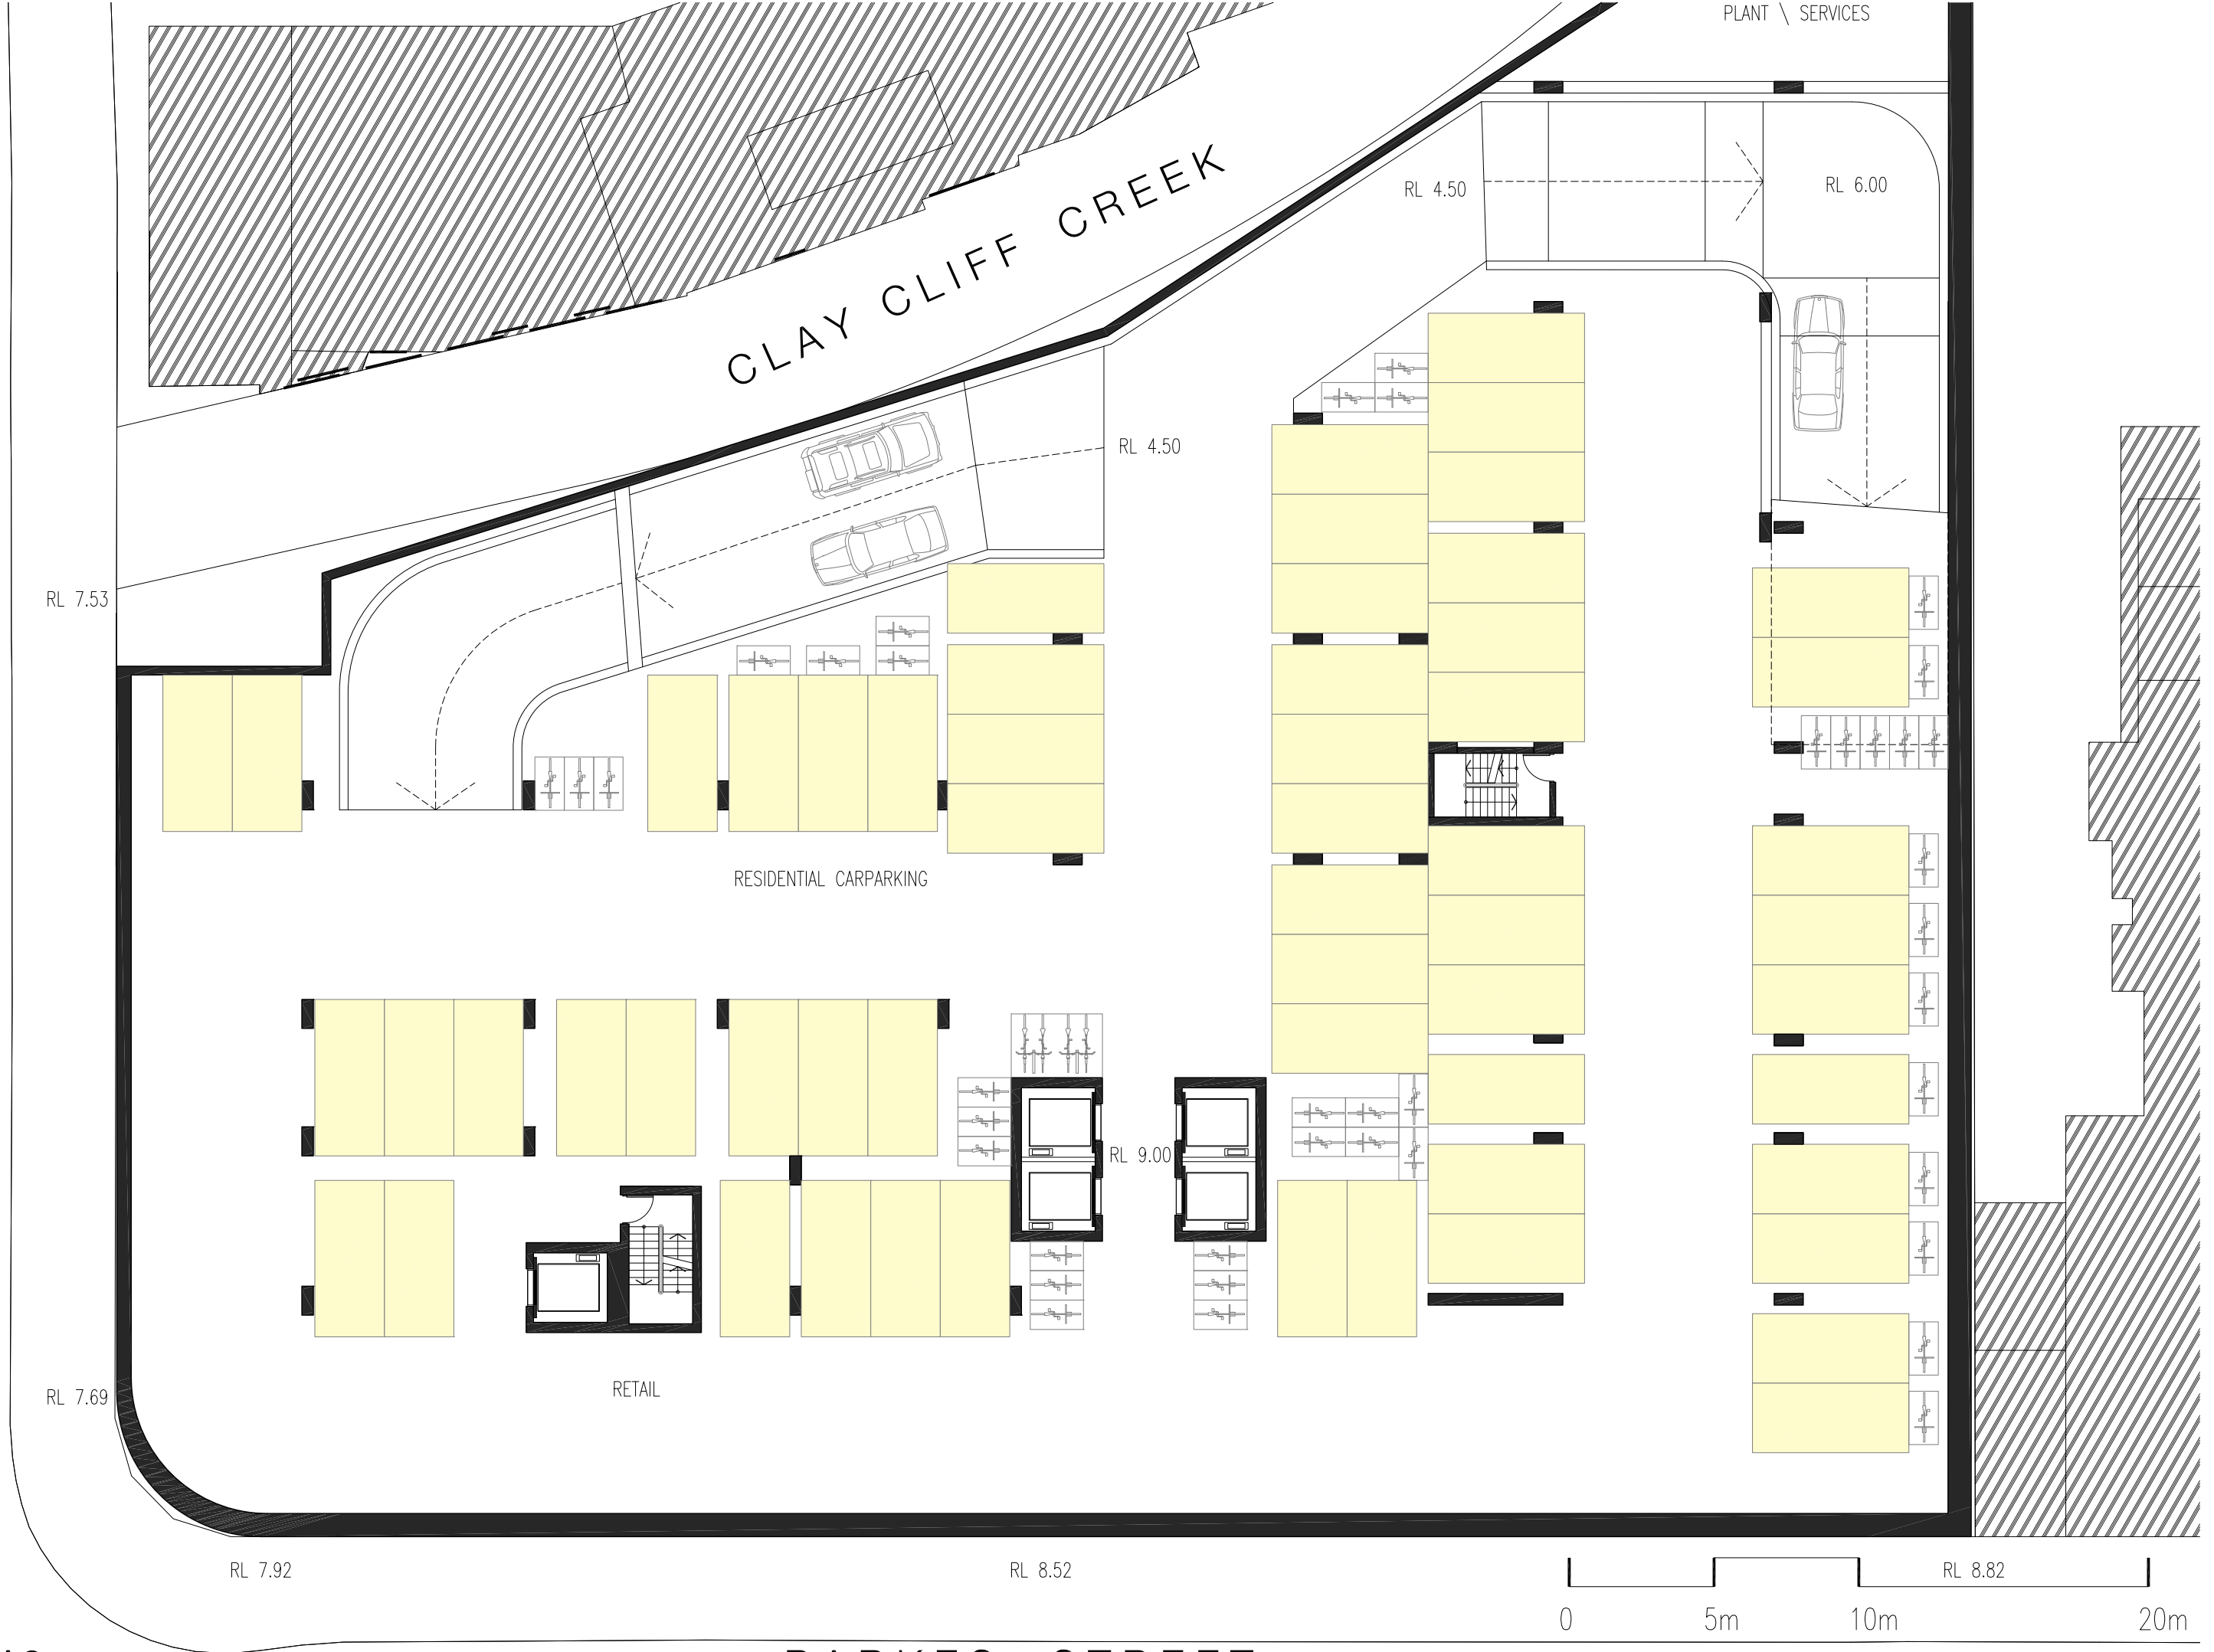 PLANT \ SERVICES
CLAY CLIFF CREEK
RL 4.50
RL 6.00
RL 4.50
RL 7.53
RESIDENTIAL CARPARKING
RL 9.00
RETAIL
RL 7.69
RL 7.92
RL 8.52
RL 8.82
0 5m 10m 20m